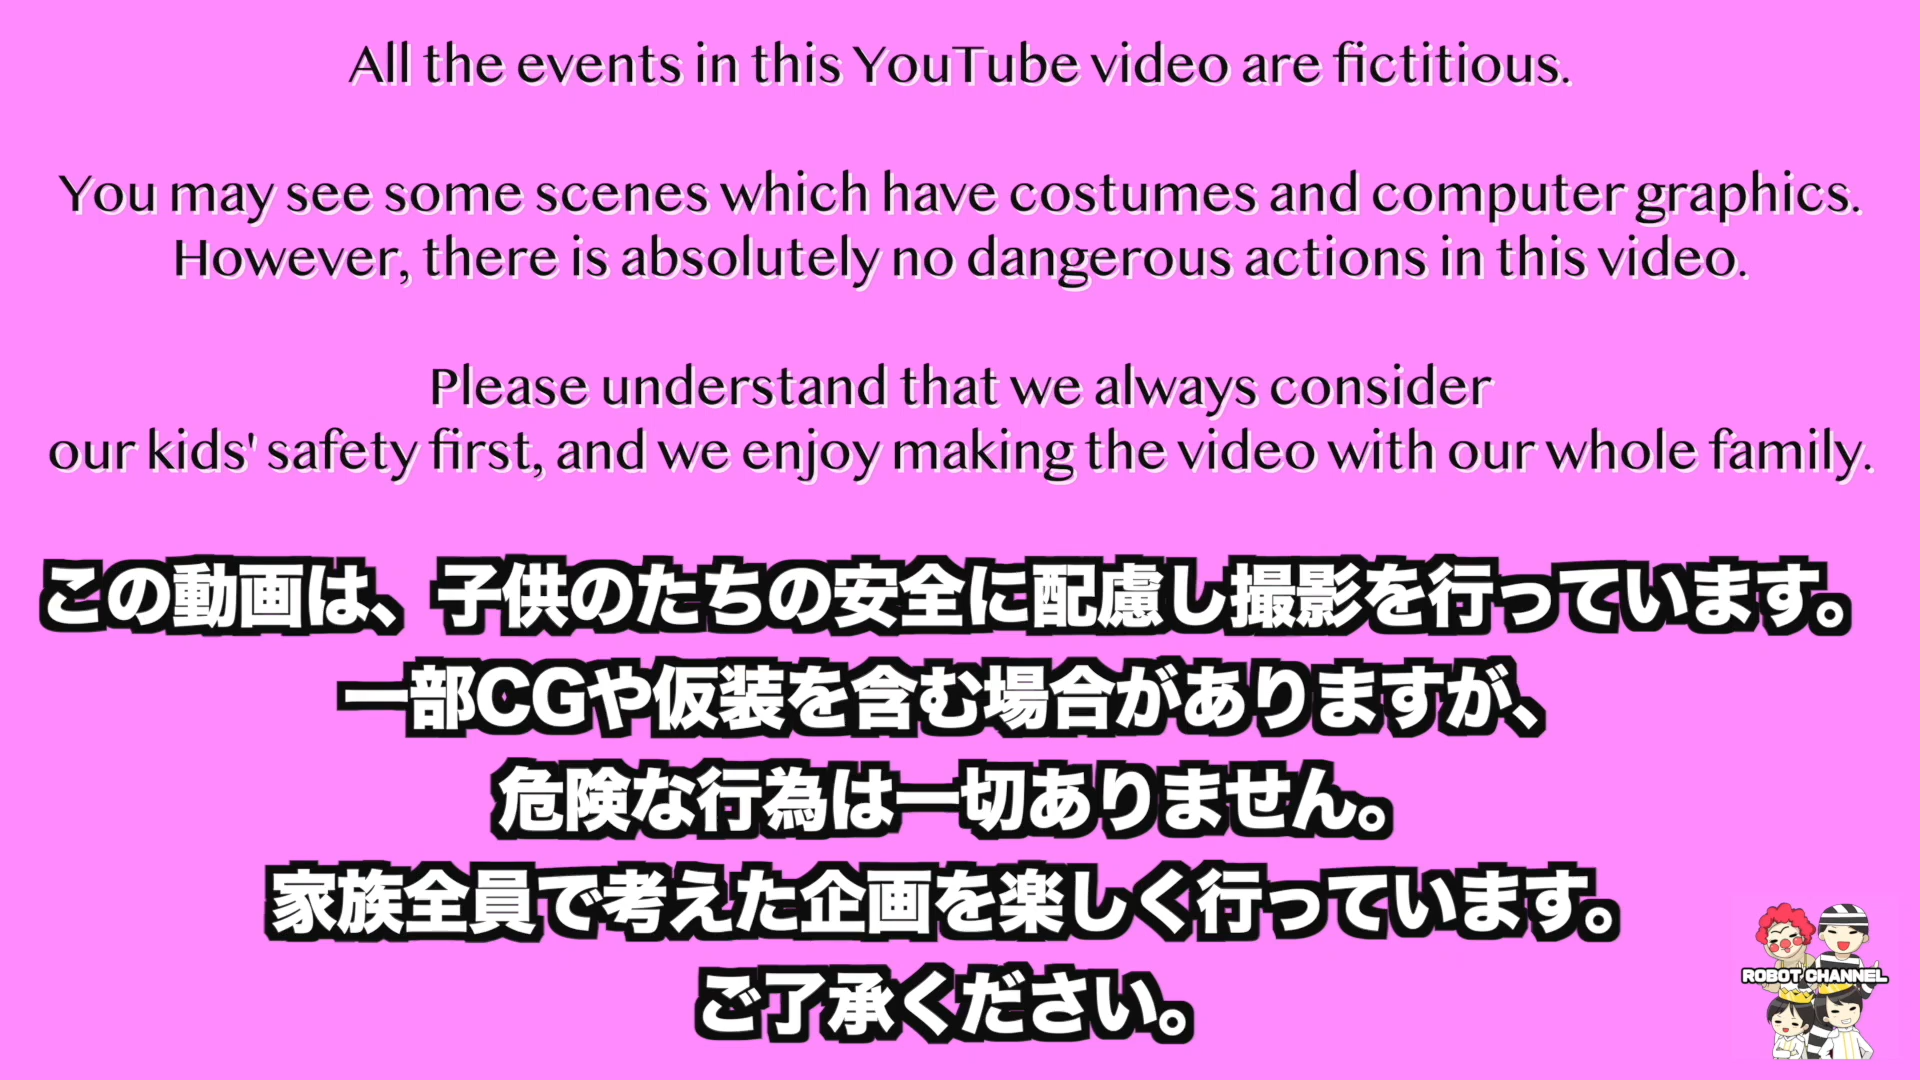 All the events in this YouTube video are fictitious.
You may see some scenes which have costumes and computer graphics.
However, there is absolutely no dangerous actions in this video.
Please understand that we always consider
our kids' safety first, and we enjoy making the video with our whole family.
この動画は、子供のたちの安全に配慮し撮影を行っています。
一部CGや仮装を含む場合がありますが、
危険な行為は一切ありません。
家族全員で考えた企画を楽しく行っています。
ご了承ください。
ROBOT CHANNEL